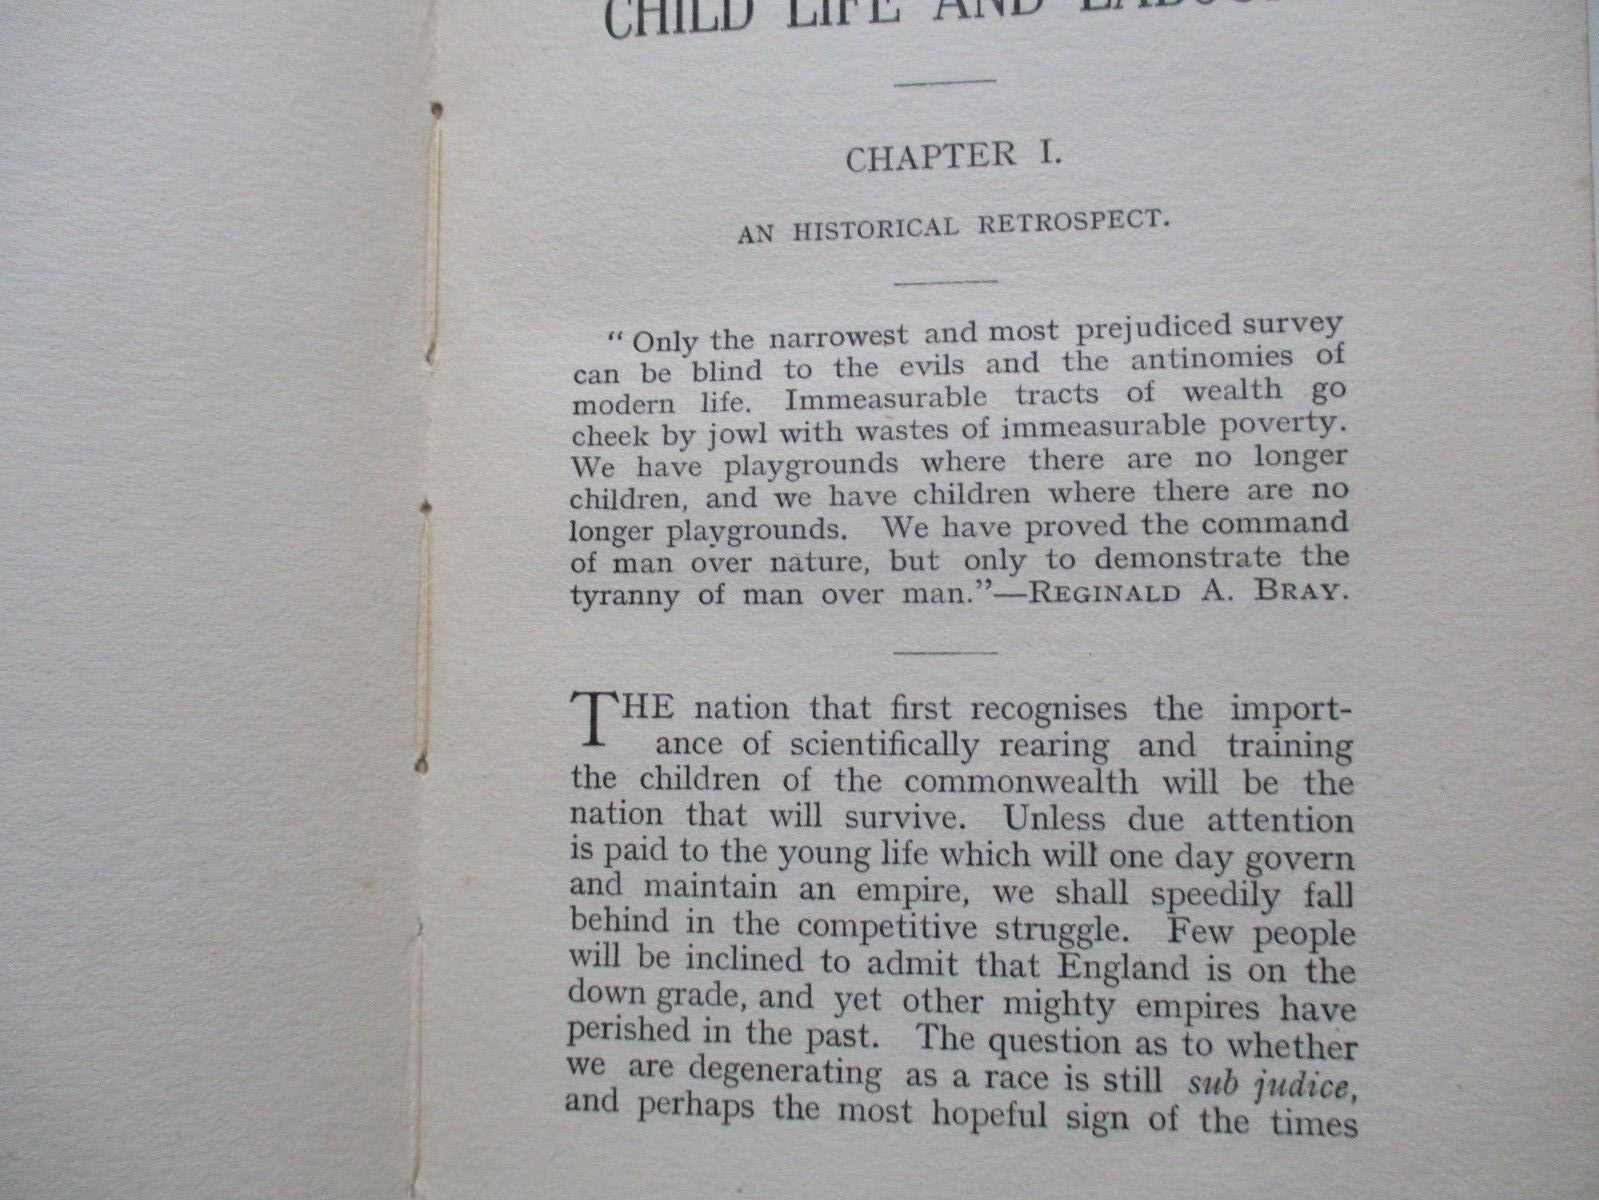 CHILD LIFE AND LABOUR
CHAPTER I.
AN HISTORICAL RETROSPECT.
“Only the narrowest and most prejudiced survey
can be blind to the evils and the antinomies of
modern life. Immeasurable tracts of wealth go
cheek by jowl with wastes of immeasurable poverty.
We have playgrounds where there are no longer
children, and we have children where there are no
longer playgrounds. We have proved the command
of man over nature, but only to demonstrate the
tyranny of man over man.”—REGINALD A. BRAY.
THE nation that first recognises the import-
ance of scientifically rearing and training
the children of the commonwealth will be the
nation that will survive. Unless due attention
is paid to the young life which will one day govern
and maintain an empire, we shall speedily fall
behind in the competitive struggle. Few people
will be inclined to admit that England is on the
down grade, and yet other mighty empires have
perished in the past. The question as to whether
we are degenerating as a race is still sub judice,
and perhaps the most hopeful sign of the times